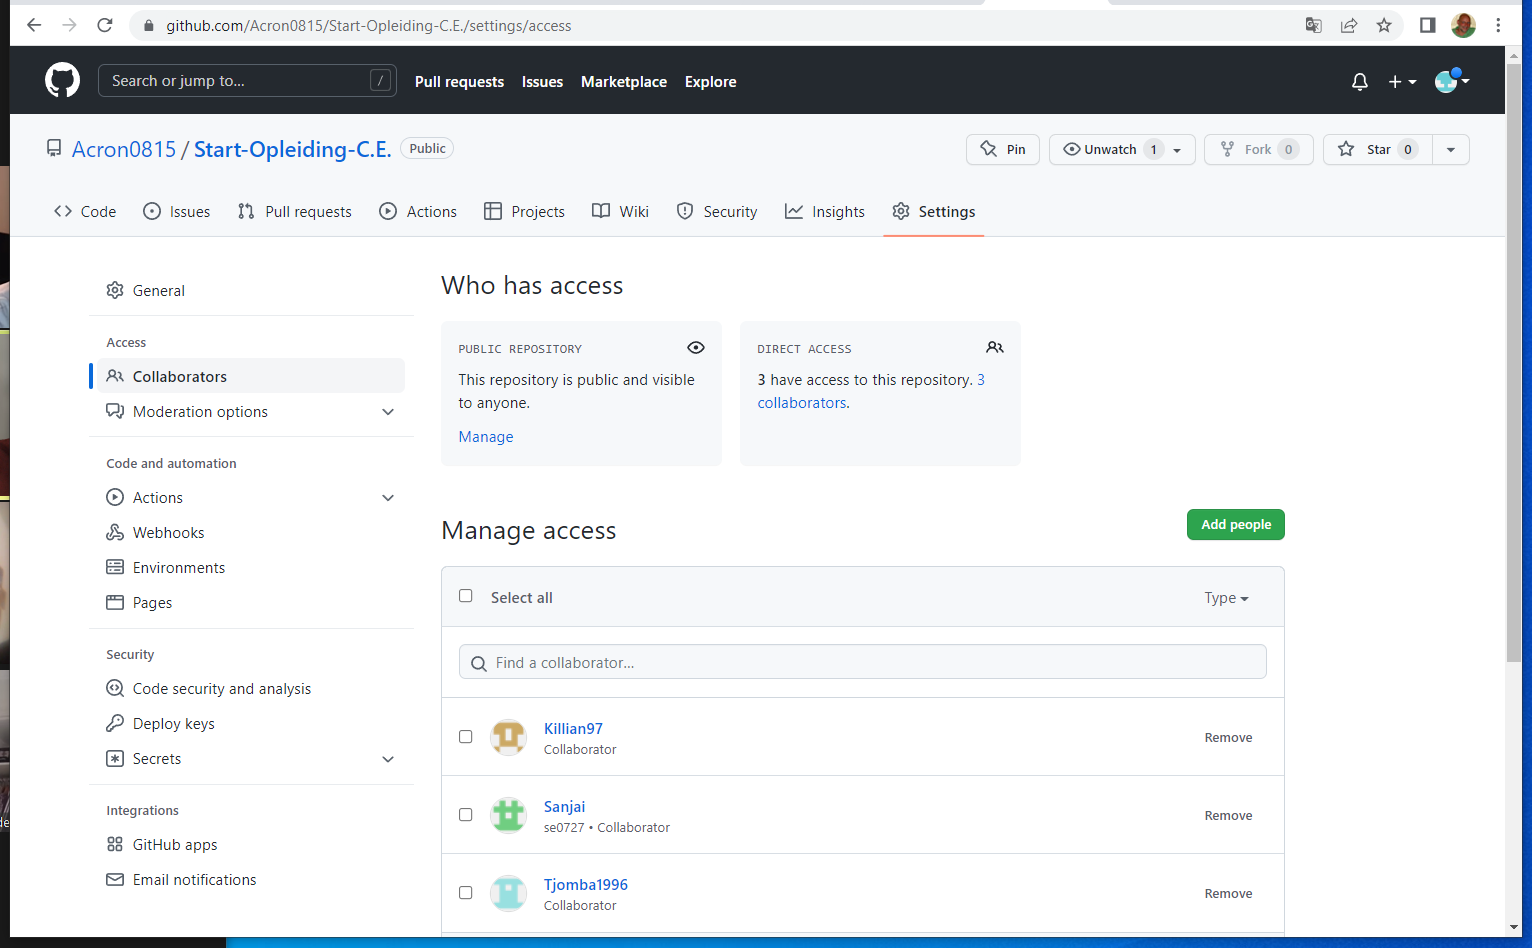 github.com/Acron0815/Start-Opleiding-C.E./settings/access
Search or jump to... /
Pull requests Issues Marketplace Explore
Acron0815 / Start-Opleiding-C.E. Public
Pin Unwatch 1 Fork 0 Star 0
Code Issues Pull requests Actions Projects Wiki Security Insights Settings
General
Access
Collaborators
Moderation options
Code and automation
Actions
Webhooks
Environments
Pages
Security
Code security and analysis
Deploy keys
Secrets
Integrations
GitHub apps
Email notifications
Who has access
PUBLIC REPOSITORY
This repository is public and visible
to anyone.
Manage
DIRECT ACCESS
3 have access to this repository. 3
collaborators.
Manage access
Add people
Select all Type
Find a collaborator...
Killian97
Collaborator
Remove
Sanjai
se0727 • Collaborator
Remove
Tjomba1996
Collaborator
Remove